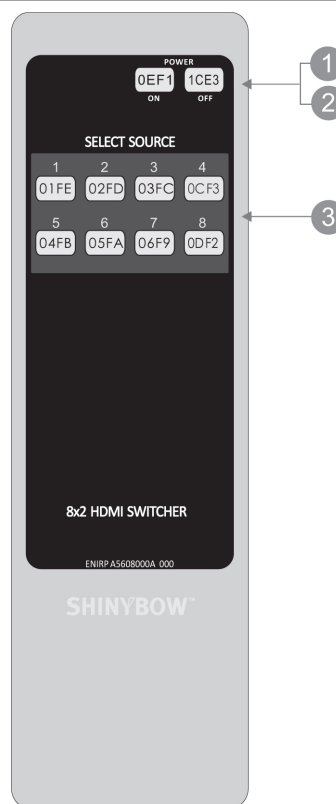 POWER
0EF1 1CE3
ON OFF
1
2
SELECT SOURCE
1 2 3 4
01FE 02FD 03FC 0CF3
3
5 6 7 8
04FB 05FA 06F9 0DF2
8x2 HDMI SWITCHER
ENIRP A5608000A 000
SHINYBOW™